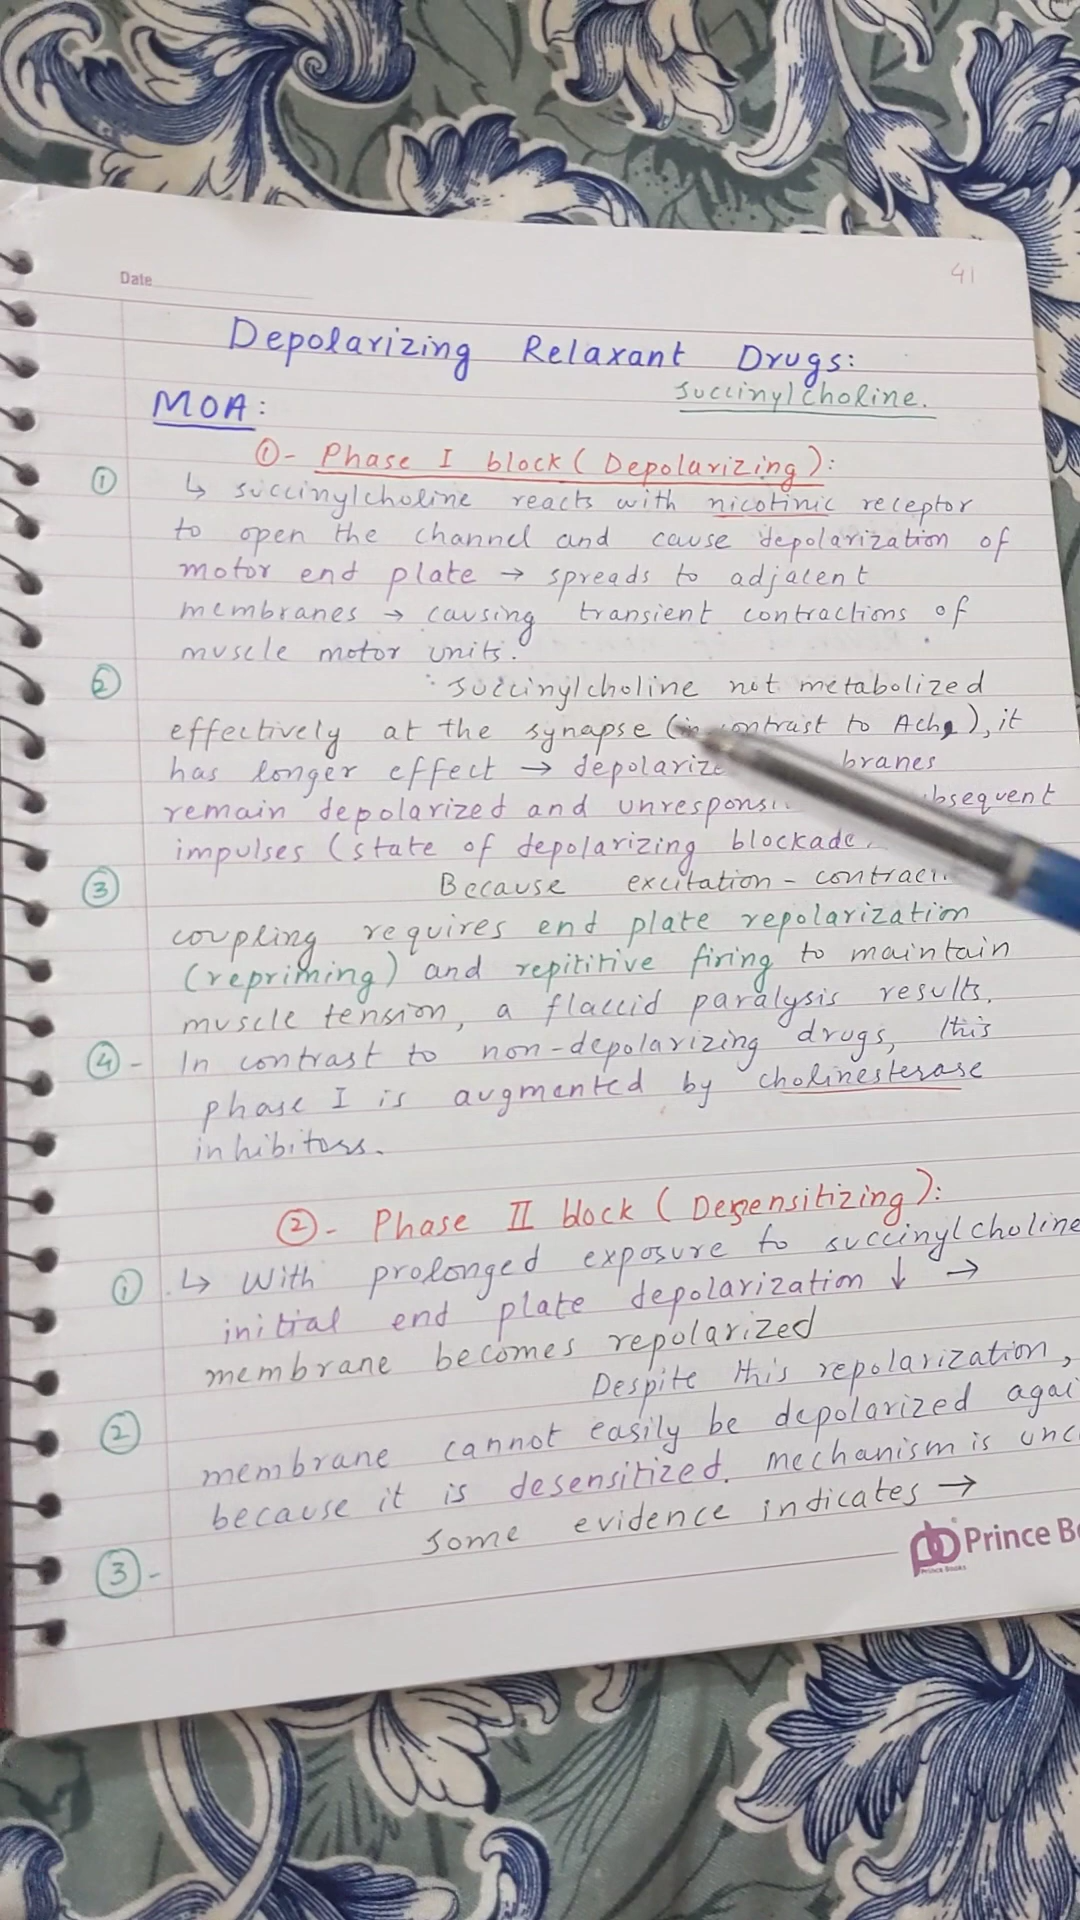 Date
41
Depolarizing Relaxant Drugs:
Succinylcholine.
MOA:
①- Phase I block (Depolarizing):
① ↳ succinylcholine reacts with nicotinic receptor
to open the channel and cause depolarization of
motor end plate → spreads to adjacent
membranes → causing transient contractions of
muscle motor units.
② Succinylcholine not metabolized
effectively at the synapse (in contrast to Ach), it
has longer effect → branes
remain depolarized and
impulses (state of depolarizing blockade
③ Because excitation -
coupling requires end plate repolarization
(repriming) and repititive firing to maintain
muscle tension, a flaccid paralysis results.
④- In contrast to non-depolarizing drugs, this
phase I is augmented by cholinesterase
inhibitors.
②- Phase II block (Desensitizing):
① ↳ With prolonged exposure to succinylcholine
initial end plate depolarization ↓ →
membrane becomes repolarized
Despite this repolarization,
② membrane cannot easily be depolarized agai
because it is desensitized. mechanism is unc
some evidence indicates →
③-
pb Prince B
Prince Books